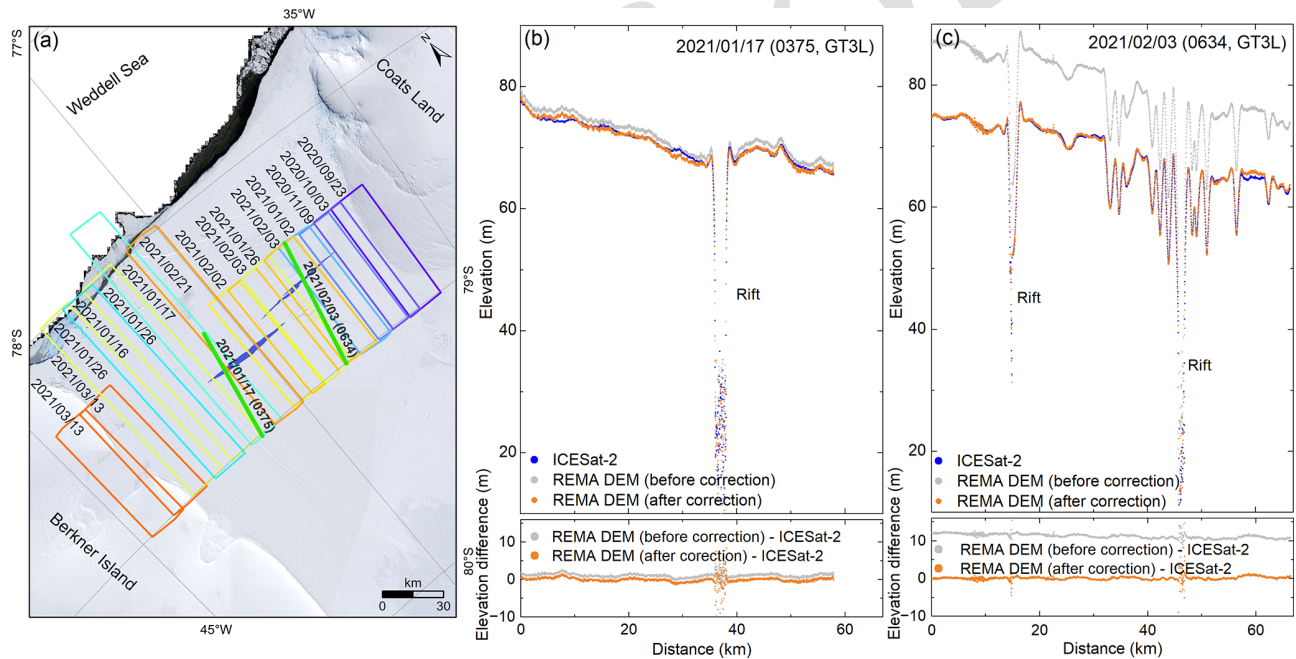 35°W
77°S
(a)
N
Weddell Sea
Coats Land
2020/09/23
2020/10/03
2020/11/09
2021/01/02
2021/02/03
2021/01/26
2021/02/03
2021/02/02
2021/02/21
2021/01/17
2021/01/26
2021/01/16
2021/01/26
2021/03/13
2021/03/13
2021/02/03 (0634)
2021/01/17 (0375)
78°S
79°S
80°S
Berkner Island
km
0 30
45°W
(b)
2021/01/17 (0375, GT3L)
Elevation (m)
80
60
40
20
Rift
ICESat-2
REMA DEM (before correction)
REMA DEM (after correction)
Elevation difference (m)
10
0
-10
REMA DEM (before correction) - ICESat-2
REMA DEM (after corection) - ICESat-2
0 20 40 60
Distance (km)
(c)
2021/02/03 (0634, GT3L)
Elevation (m)
80
60
40
20
Rift
Rift
ICESat-2
REMA DEM (before correction)
REMA DEM (after correction)
Elevation difference (m)
10
0
-10
REMA DEM (before correction) - ICESat-2
REMA DEM (after corection) - ICESat-2
0 20 40 60
Distance (km)